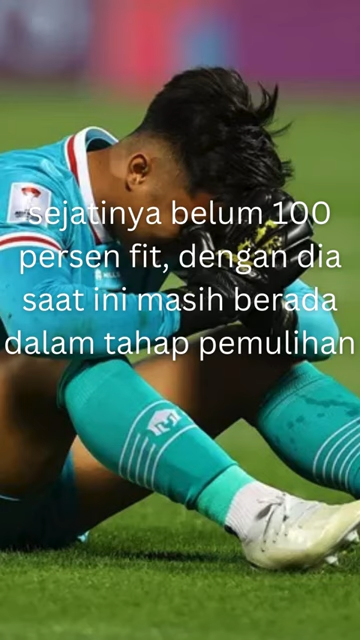 sejatinya belum 100
persen fit, dengan dia
saat ini masih berada
dalam tahap pemulihan